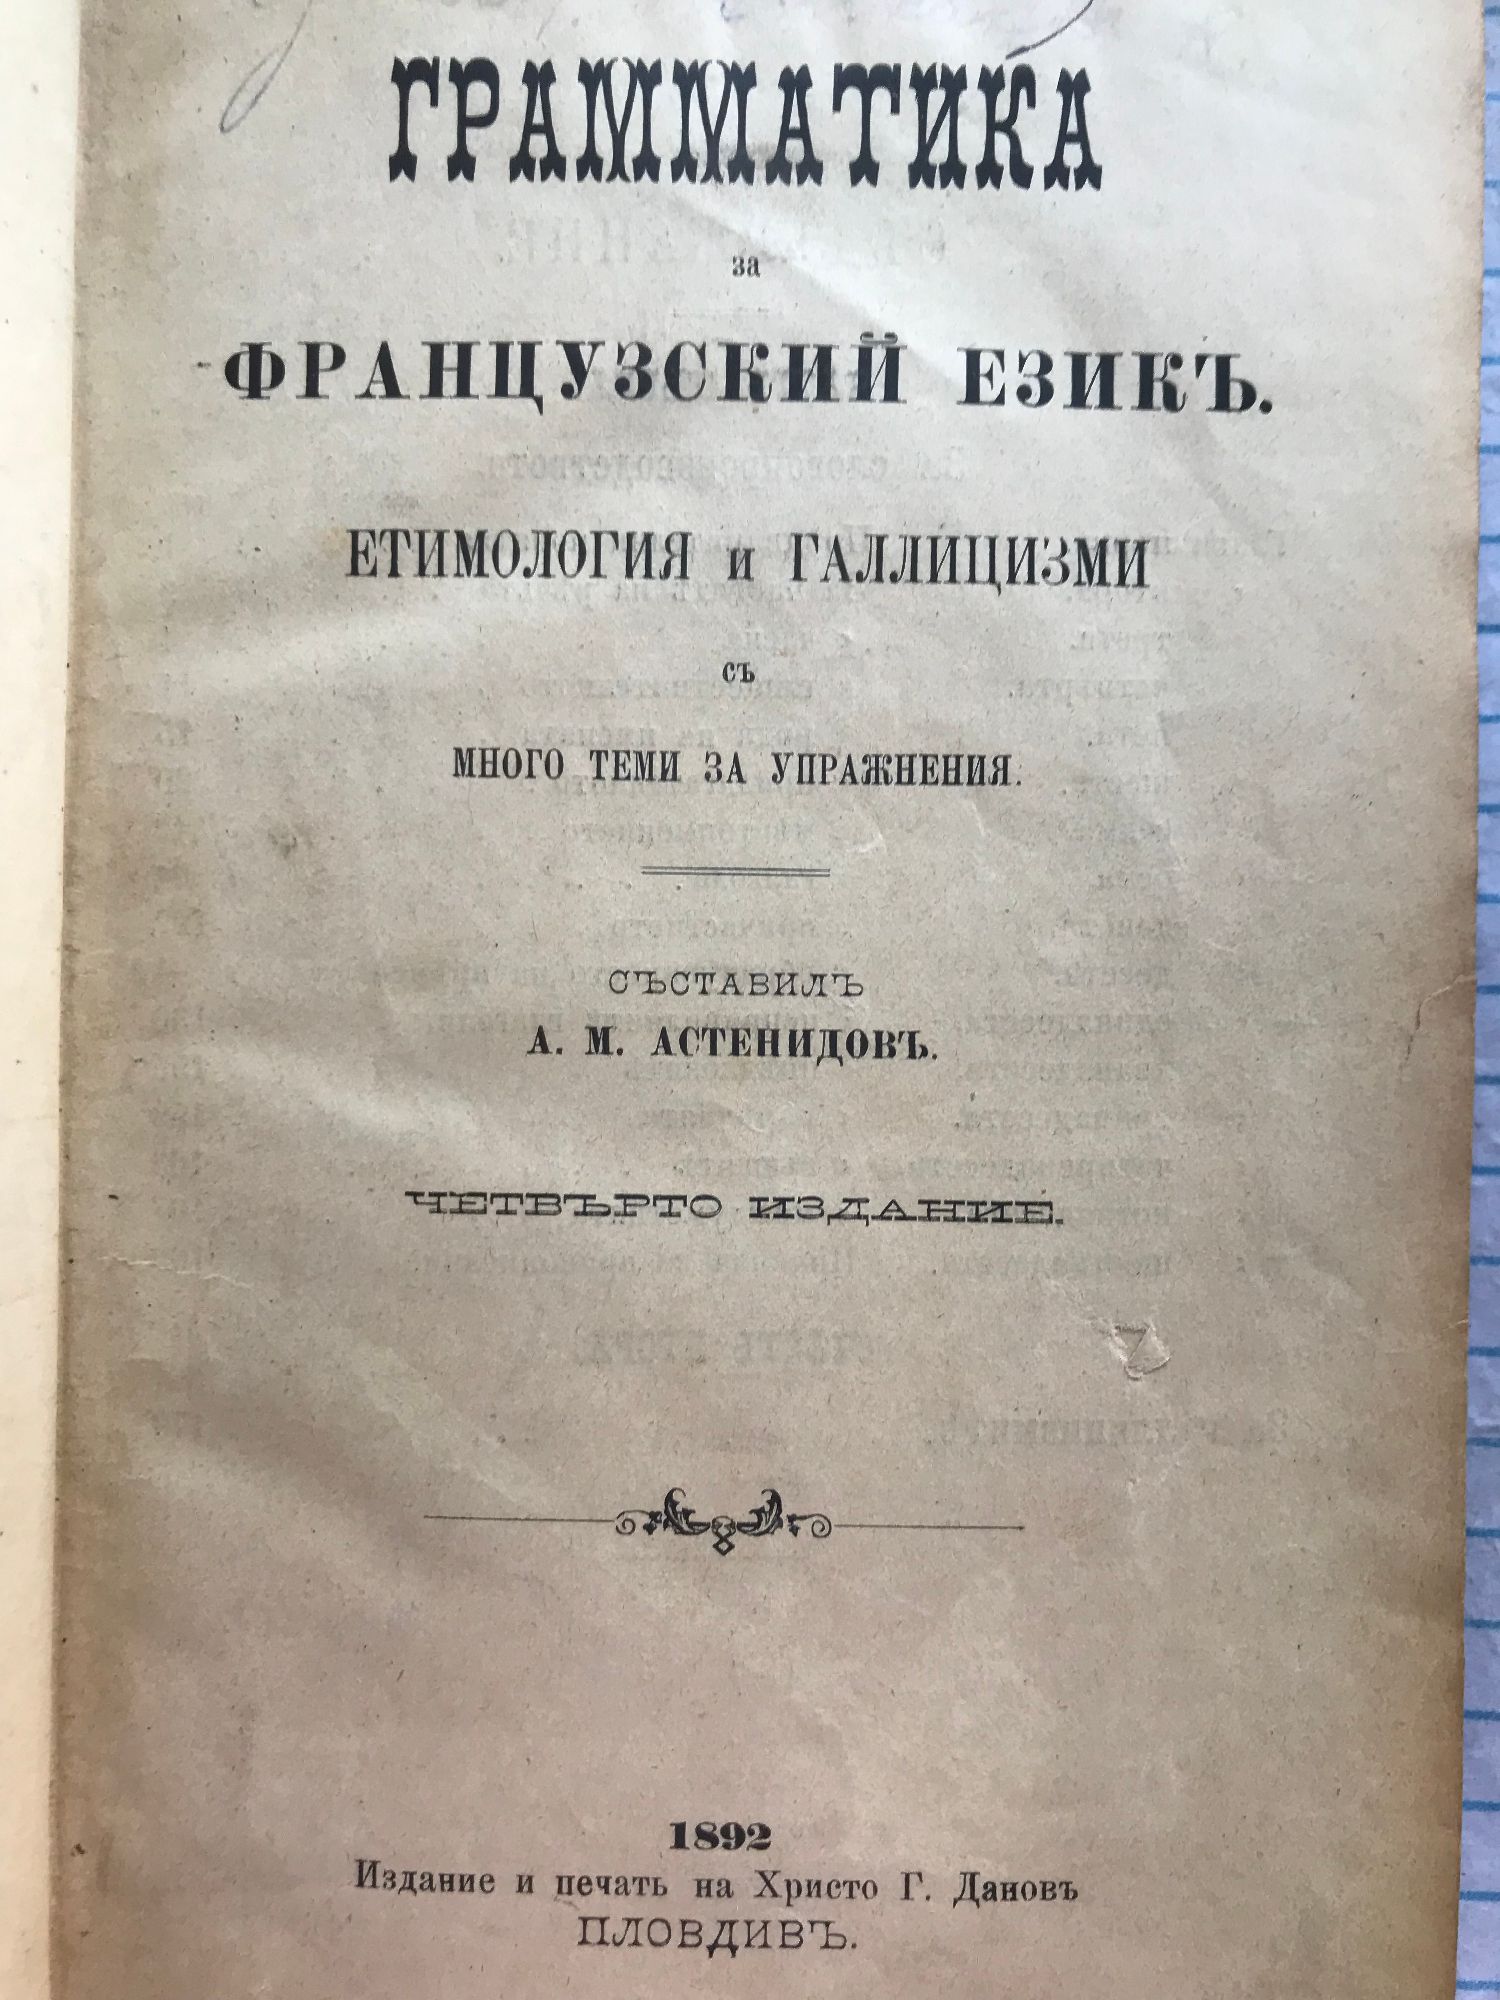 ГРАММАТИКА
за
ФРАНЦУЗСКИЙ ЕЗИКЪ.
ЕТИМОЛОГИЯ и ГАЛЛИЦИЗМИ
съ
МНОГО ТЕМИ ЗА УПРАЖНЕНИЯ.
СЪСТАВИЛЪ
А. М. АСТЕНИДОВЪ.
ЧЕТВЪРТО ИЗДАНИЕ.
1892
Издание и печать на Христо Г. Дановъ
ПЛОВДИВЪ.